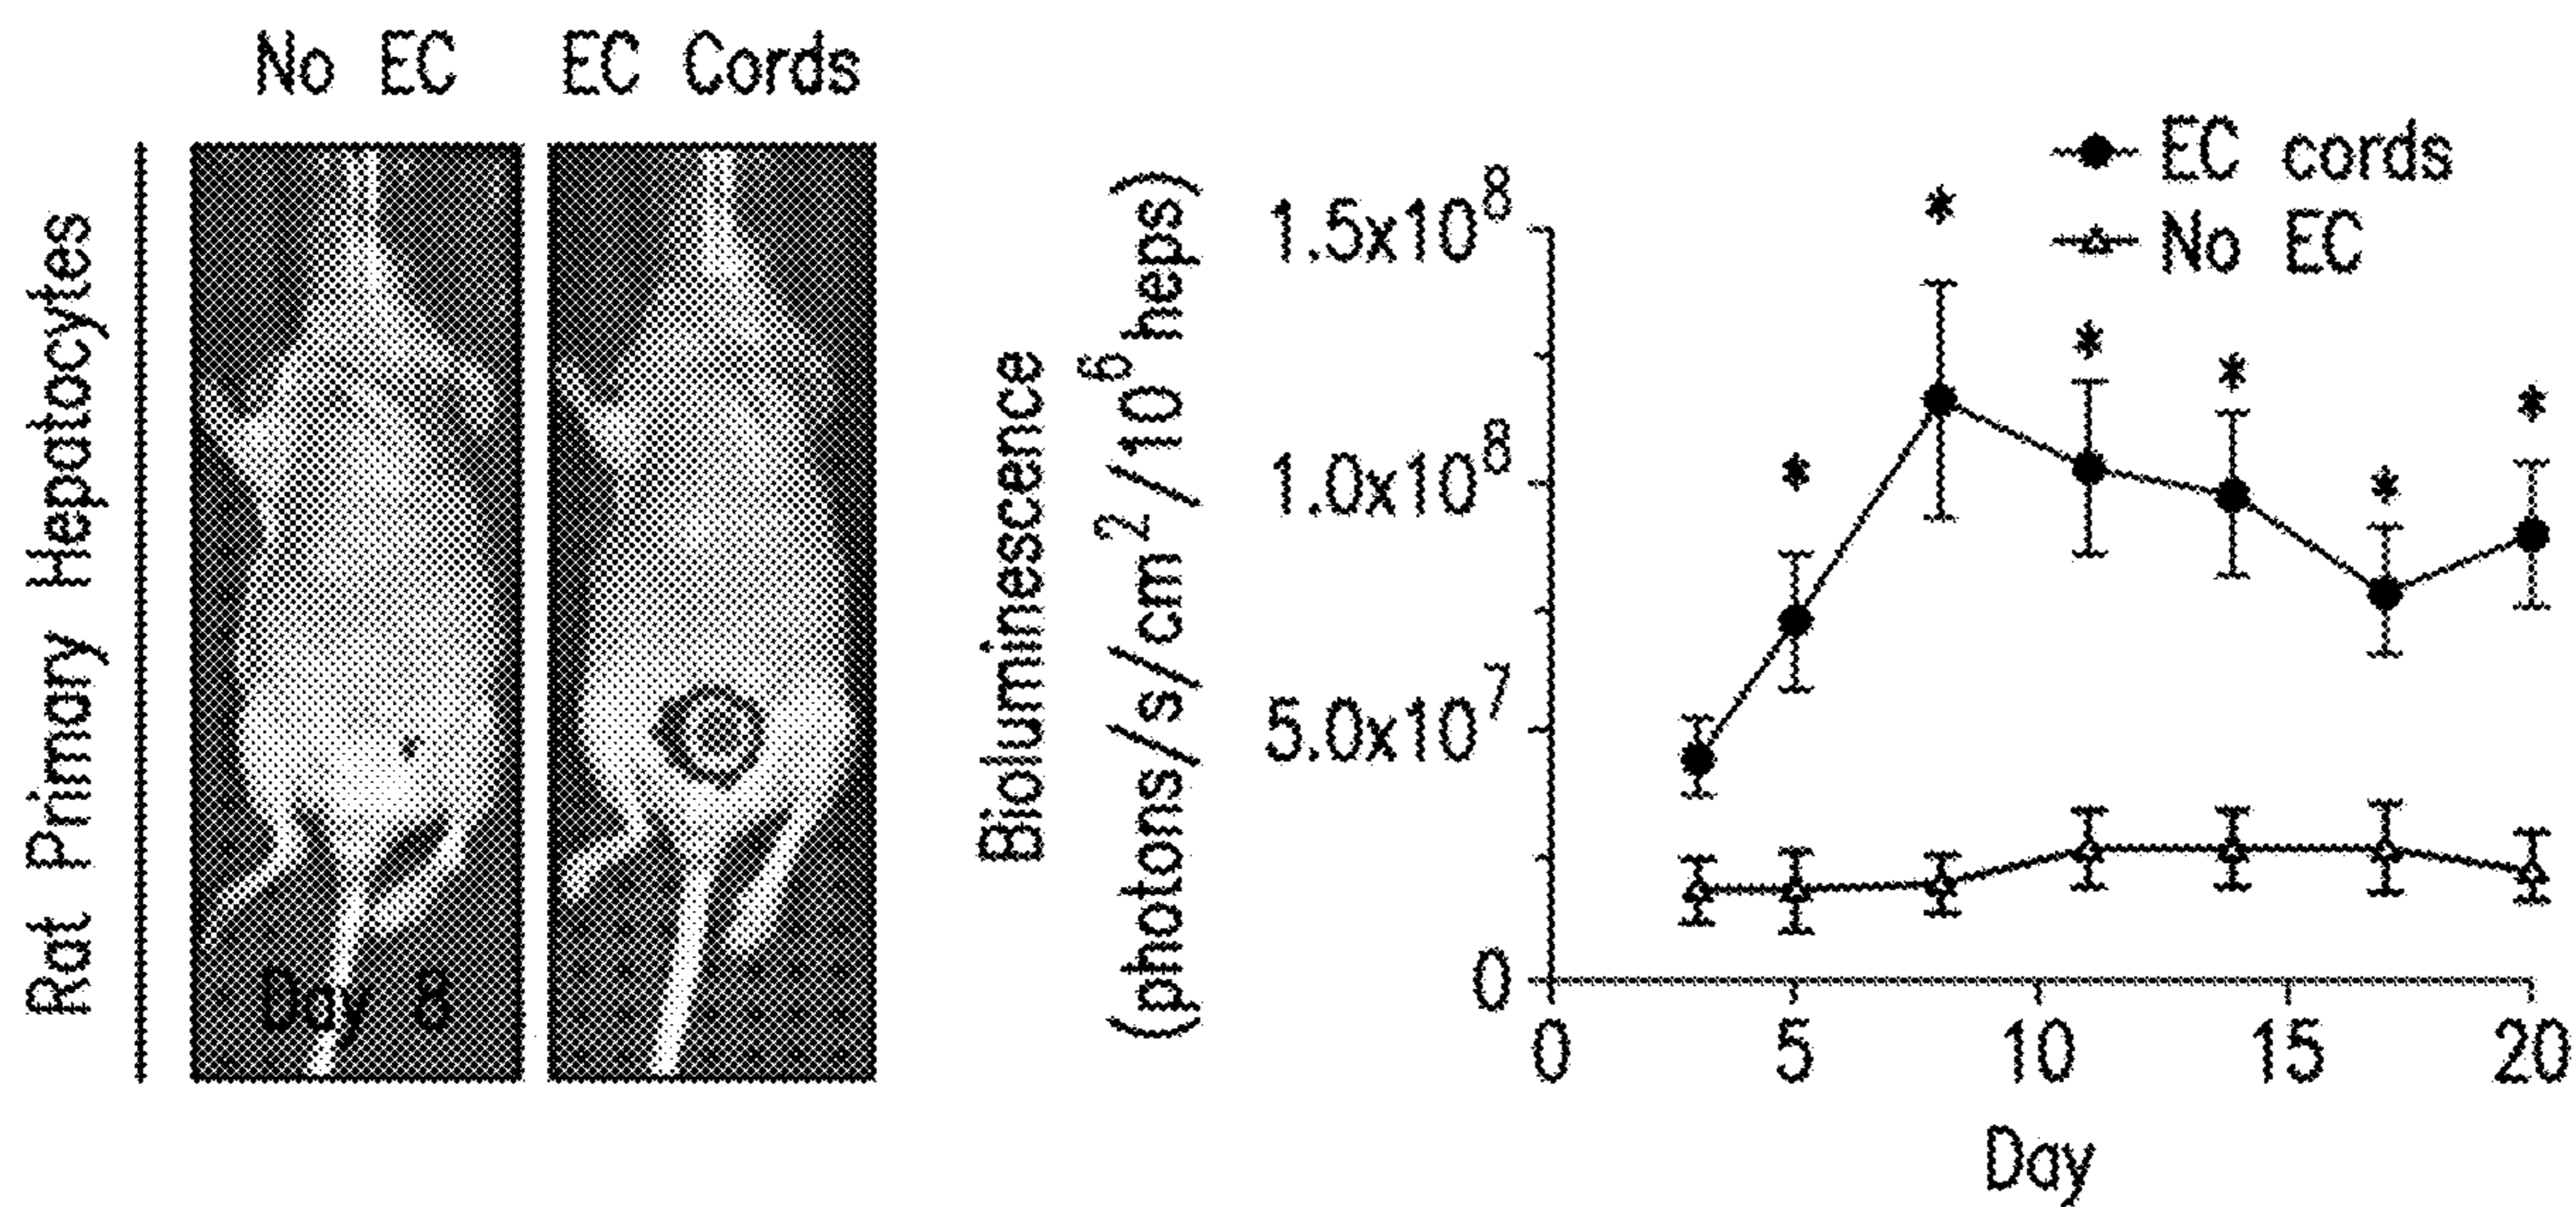 No EC
EC Cords
Rat Primary Hepatocytes
Day 8
Bioluminescence
(photons/s/cm²/10⁶ heps)
EC cords
No EC
1.5x10⁸
1.0x10⁸
5.0x10⁷
0
0
5
10
15
20
Day
*
*
*
*
*
*